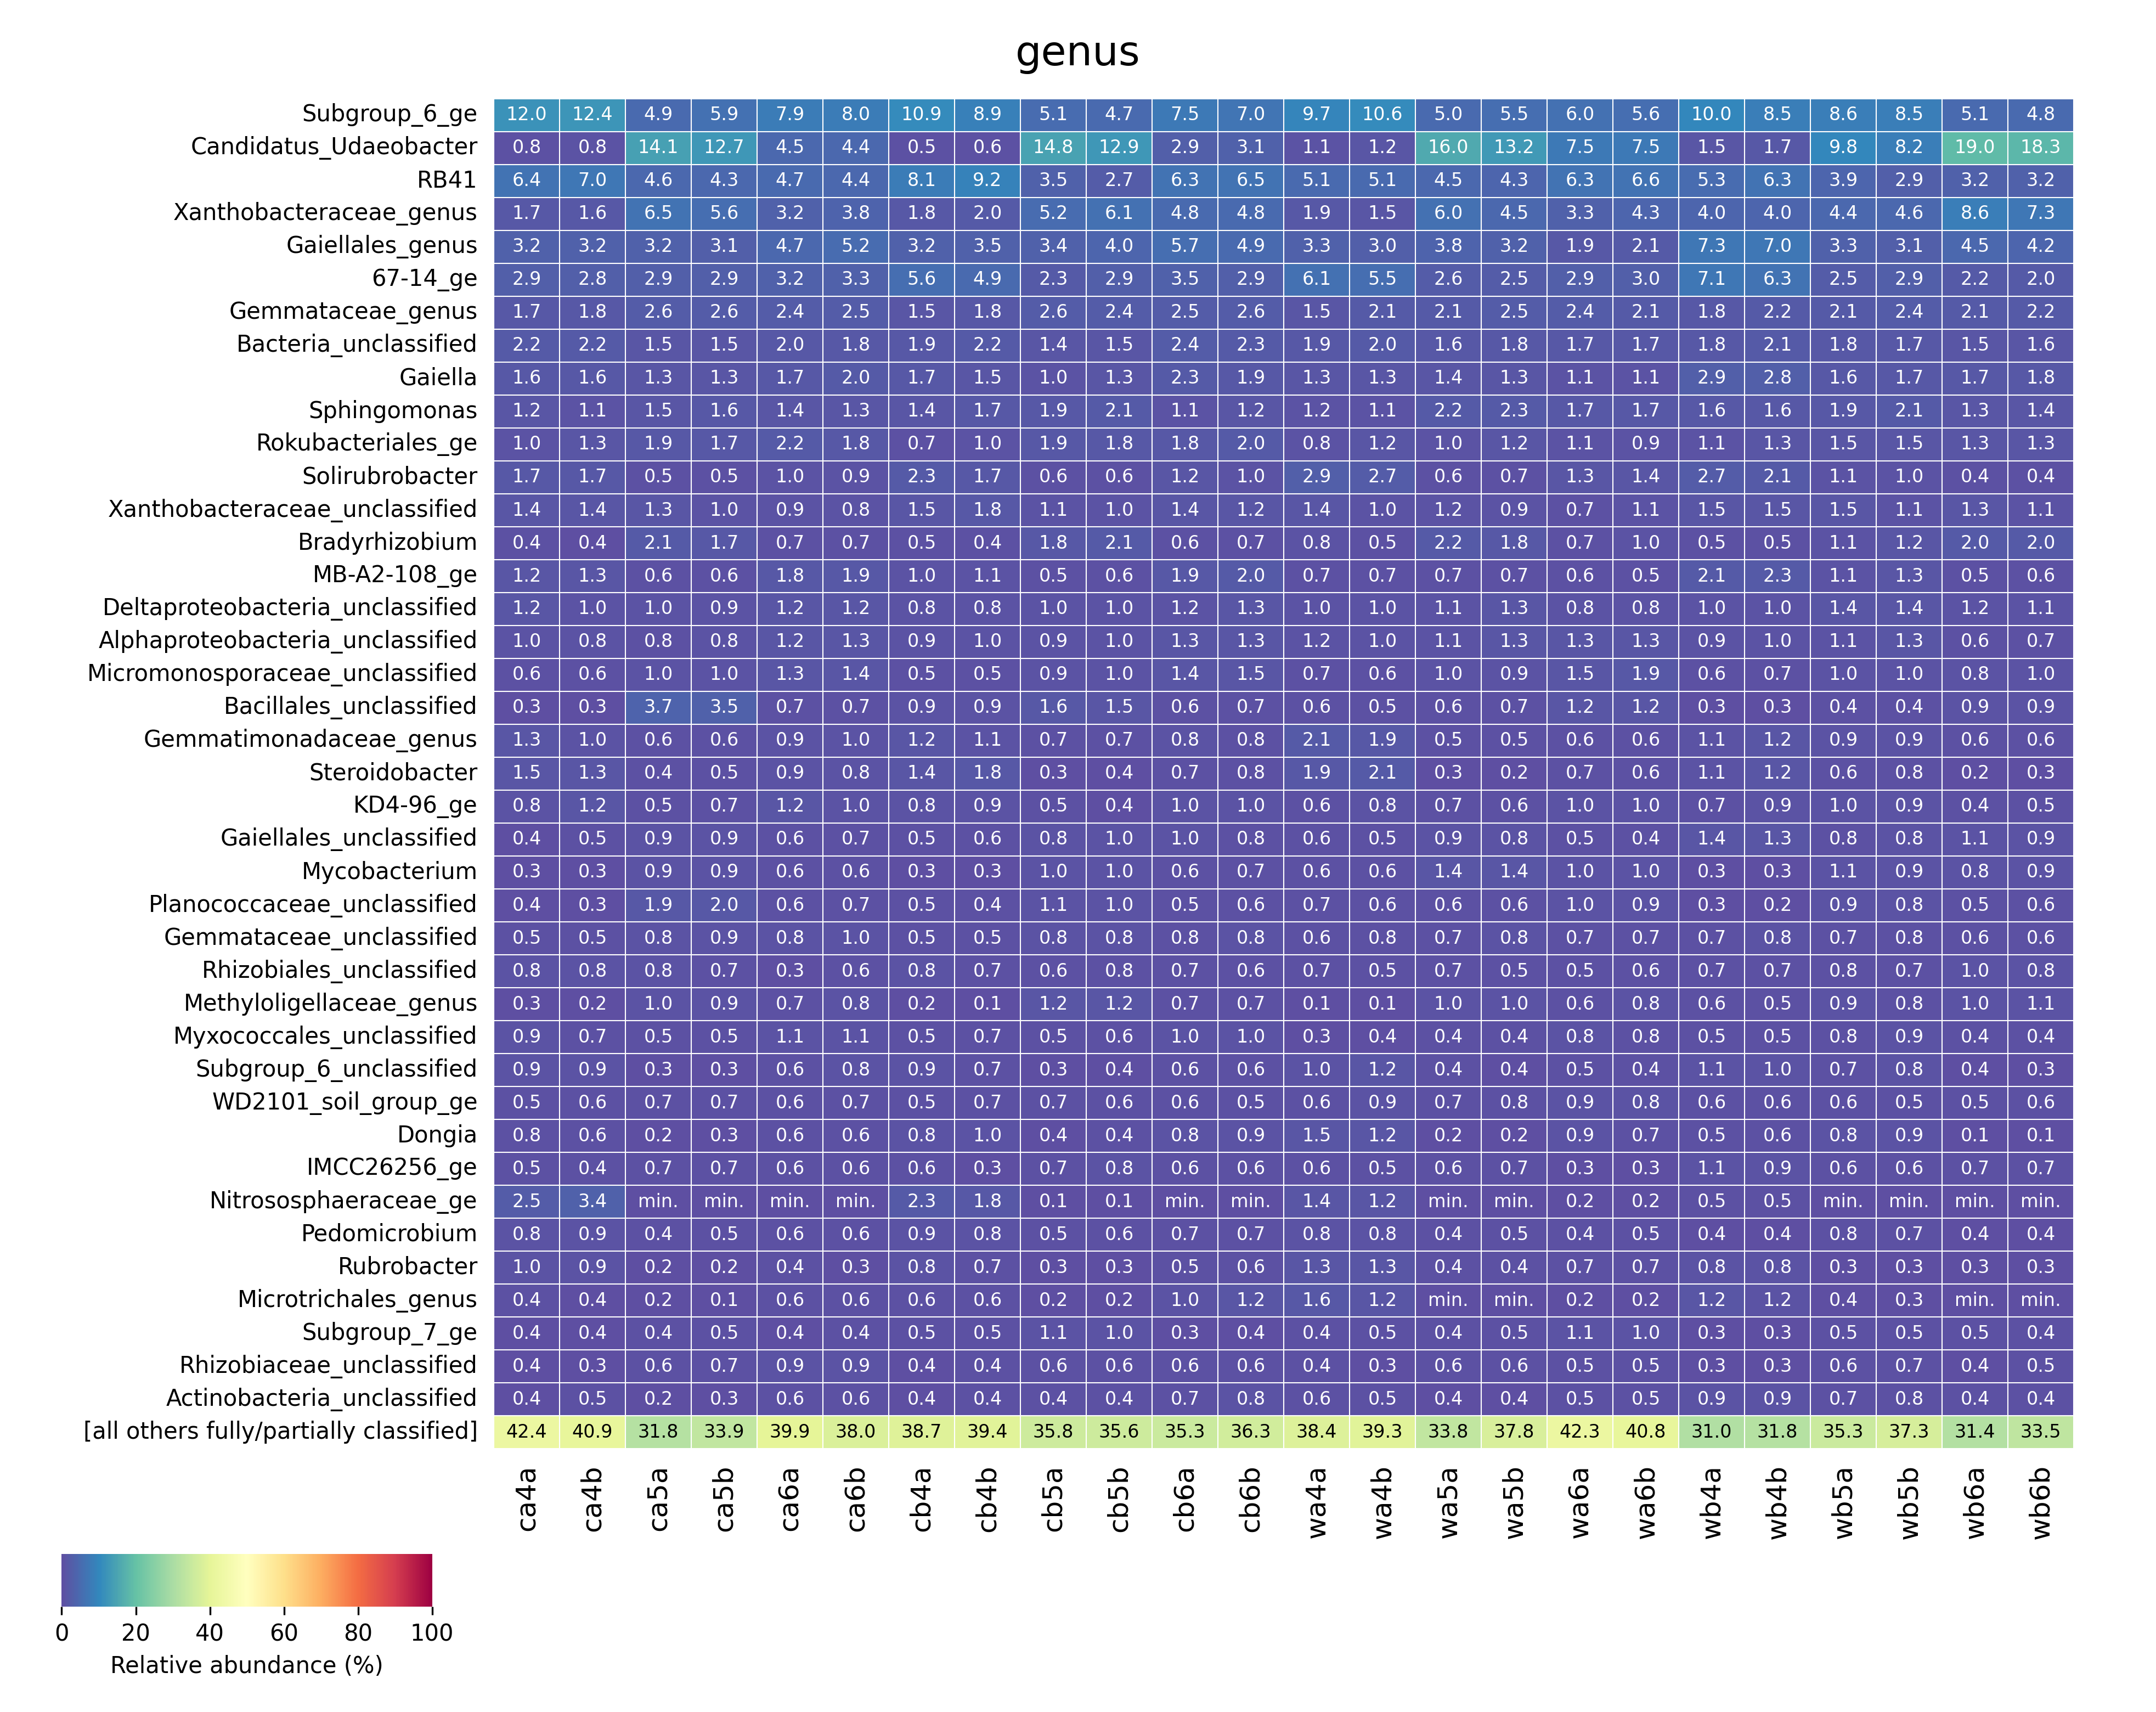 genus
Subgroup_6_ge 12.0 12.4 4.9 5.9 7.9 8.0 10.9 8.9 5.1 4.7 7.5 7.0 9.7 10.6 5.0 5.5 6.0 5.6 10.0 8.5 8.6 8.5 5.1 4.8
Candidatus_Udaeobacter 0.8 0.8 14.1 12.7 4.5 4.4 0.5 0.6 14.8 12.9 2.9 3.1 1.1 1.2 16.0 13.2 7.5 7.5 1.5 1.7 9.8 8.2 19.0 18.3
RB41 6.4 7.0 4.6 4.3 4.7 4.4 8.1 9.2 3.5 2.7 6.3 6.5 5.1 5.1 4.5 4.3 6.3 6.6 5.3 6.3 3.9 2.9 3.2 3.2
Xanthobacteraceae_genus 1.7 1.6 6.5 5.6 3.2 3.8 1.8 2.0 5.2 6.1 4.8 4.8 1.9 1.5 6.0 4.5 3.3 4.3 4.0 4.0 4.4 4.6 8.6 7.3
Gaiellales_genus 3.2 3.2 3.2 3.1 4.7 5.2 3.2 3.5 3.4 4.0 5.7 4.9 3.3 3.0 3.8 3.2 1.9 2.1 7.3 7.0 3.3 3.1 4.5 4.2
67-14_ge 2.9 2.8 2.9 2.9 3.2 3.3 5.6 4.9 2.3 2.9 3.5 2.9 6.1 5.5 2.6 2.5 2.9 3.0 7.1 6.3 2.5 2.9 2.2 2.0
Gemmataceae_genus 1.7 1.8 2.6 2.6 2.4 2.5 1.5 1.8 2.6 2.4 2.5 2.6 1.5 2.1 2.1 2.5 2.4 2.1 1.8 2.2 2.1 2.4 2.1 2.2
Bacteria_unclassified 2.2 2.2 1.5 1.5 2.0 1.8 1.9 2.2 1.4 1.5 2.4 2.3 1.9 2.0 1.6 1.8 1.7 1.7 1.8 2.1 1.8 1.7 1.5 1.6
Gaiella 1.6 1.6 1.3 1.3 1.7 2.0 1.7 1.5 1.0 1.3 2.3 1.9 1.3 1.3 1.4 1.3 1.1 1.1 2.9 2.8 1.6 1.7 1.7 1.8
Sphingomonas 1.2 1.1 1.5 1.6 1.4 1.3 1.4 1.7 1.9 2.1 1.1 1.2 1.2 1.1 2.2 2.3 1.7 1.7 1.6 1.6 1.9 2.1 1.3 1.4
Rokubacteriales_ge 1.0 1.3 1.9 1.7 2.2 1.8 0.7 1.0 1.9 1.8 1.8 2.0 0.8 1.2 1.0 1.2 1.1 0.9 1.1 1.3 1.5 1.5 1.3 1.3
Solirubrobacter 1.7 1.7 0.5 0.5 1.0 0.9 2.3 1.7 0.6 0.6 1.2 1.0 2.9 2.7 0.6 0.7 1.3 1.4 2.7 2.1 1.1 1.0 0.4 0.4
Xanthobacteraceae_unclassified 1.4 1.4 1.3 1.0 0.9 0.8 1.5 1.8 1.1 1.0 1.4 1.2 1.4 1.0 1.2 0.9 0.7 1.1 1.5 1.5 1.5 1.1 1.3 1.1
Bradyrhizobium 0.4 0.4 2.1 1.7 0.7 0.7 0.5 0.4 1.8 2.1 0.6 0.7 0.8 0.5 2.2 1.8 0.7 1.0 0.5 0.5 1.1 1.2 2.0 2.0
MB-A2-108_ge 1.2 1.3 0.6 0.6 1.8 1.9 1.0 1.1 0.5 0.6 1.9 2.0 0.7 0.7 0.7 0.7 0.6 0.5 2.1 2.3 1.1 1.3 0.5 0.6
Deltaproteobacteria_unclassified 1.2 1.0 1.0 0.9 1.2 1.2 0.8 0.8 1.0 1.0 1.2 1.3 1.0 1.0 1.1 1.3 0.8 0.8 1.0 1.0 1.4 1.4 1.2 1.1
Alphaproteobacteria_unclassified 1.0 0.8 0.8 0.8 1.2 1.3 0.9 1.0 0.9 1.0 1.3 1.3 1.2 1.0 1.1 1.3 1.3 1.3 0.9 1.0 1.1 1.3 0.6 0.7
Micromonosporaceae_unclassified 0.6 0.6 1.0 1.0 1.3 1.4 0.5 0.5 0.9 1.0 1.4 1.5 0.7 0.6 1.0 0.9 1.5 1.9 0.6 0.7 1.0 1.0 0.8 1.0
Bacillales_unclassified 0.3 0.3 3.7 3.5 0.7 0.7 0.9 0.9 1.6 1.5 0.6 0.7 0.6 0.5 0.6 0.7 1.2 1.2 0.3 0.3 0.4 0.4 0.9 0.9
Gemmatimonadaceae_genus 1.3 1.0 0.6 0.6 0.9 1.0 1.2 1.1 0.7 0.7 0.8 0.8 2.1 1.9 0.5 0.5 0.6 0.6 1.1 1.2 0.9 0.9 0.6 0.6
Steroidobacter 1.5 1.3 0.4 0.5 0.9 0.8 1.4 1.8 0.3 0.4 0.7 0.8 1.9 2.1 0.3 0.2 0.7 0.6 1.1 1.2 0.6 0.8 0.2 0.3
KD4-96_ge 0.8 1.2 0.5 0.7 1.2 1.0 0.8 0.9 0.5 0.4 1.0 1.0 0.6 0.8 0.7 0.6 1.0 1.0 0.7 0.9 1.0 0.9 0.4 0.5
Gaiellales_unclassified 0.4 0.5 0.9 0.9 0.6 0.7 0.5 0.6 0.8 1.0 1.0 0.8 0.6 0.5 0.9 0.8 0.5 0.4 1.4 1.3 0.8 0.8 1.1 0.9
Mycobacterium 0.3 0.3 0.9 0.9 0.6 0.6 0.3 0.3 1.0 1.0 0.6 0.7 0.6 0.6 1.4 1.4 1.0 1.0 0.3 0.3 1.1 0.9 0.8 0.9
Planococcaceae_unclassified 0.4 0.3 1.9 2.0 0.6 0.7 0.5 0.4 1.1 1.0 0.5 0.6 0.7 0.6 0.6 0.6 1.0 0.9 0.3 0.2 0.9 0.8 0.5 0.6
Gemmataceae_unclassified 0.5 0.5 0.8 0.9 0.8 1.0 0.5 0.5 0.8 0.8 0.8 0.8 0.6 0.8 0.7 0.8 0.7 0.7 0.7 0.8 0.7 0.8 0.6 0.6
Rhizobiales_unclassified 0.8 0.8 0.8 0.7 0.3 0.6 0.8 0.7 0.6 0.8 0.7 0.6 0.7 0.5 0.7 0.5 0.5 0.6 0.7 0.7 0.8 0.7 1.0 0.8
Methyloligellaceae_genus 0.3 0.2 1.0 0.9 0.7 0.8 0.2 0.1 1.2 1.2 0.7 0.7 0.1 0.1 1.0 1.0 0.6 0.8 0.6 0.5 0.9 0.8 1.0 1.1
Myxococcales_unclassified 0.9 0.7 0.5 0.5 1.1 1.1 0.5 0.7 0.5 0.6 1.0 1.0 0.3 0.4 0.4 0.4 0.8 0.8 0.5 0.5 0.8 0.9 0.4 0.4
Subgroup_6_unclassified 0.9 0.9 0.3 0.3 0.6 0.8 0.9 0.7 0.3 0.4 0.6 0.6 1.0 1.2 0.4 0.4 0.5 0.4 1.1 1.0 0.7 0.8 0.4 0.3
WD2101_soil_group_ge 0.5 0.6 0.7 0.7 0.6 0.7 0.5 0.7 0.7 0.6 0.6 0.5 0.6 0.9 0.7 0.8 0.9 0.8 0.6 0.6 0.6 0.5 0.5 0.6
Dongia 0.8 0.6 0.2 0.3 0.6 0.6 0.8 1.0 0.4 0.4 0.8 0.9 1.5 1.2 0.2 0.2 0.9 0.7 0.5 0.6 0.8 0.9 0.1 0.1
IMCC26256_ge 0.5 0.4 0.7 0.7 0.6 0.6 0.6 0.3 0.7 0.8 0.6 0.6 0.6 0.5 0.6 0.7 0.3 0.3 1.1 0.9 0.6 0.6 0.7 0.7
Nitrososphaeraceae_ge 2.5 3.4 min. min. min. min. 2.3 1.8 0.1 0.1 min. min. 1.4 1.2 min. min. 0.2 0.2 0.5 0.5 min. min. min. min.
Pedomicrobium 0.8 0.9 0.4 0.5 0.6 0.6 0.9 0.8 0.5 0.6 0.7 0.7 0.8 0.8 0.4 0.5 0.4 0.5 0.4 0.4 0.8 0.7 0.4 0.4
Rubrobacter 1.0 0.9 0.2 0.2 0.4 0.3 0.8 0.7 0.3 0.3 0.5 0.6 1.3 1.3 0.4 0.4 0.7 0.7 0.8 0.8 0.3 0.3 0.3 0.3
Microtrichales_genus 0.4 0.4 0.2 0.1 0.6 0.6 0.6 0.6 0.2 0.2 1.0 1.2 1.6 1.2 min. min. 0.2 0.2 1.2 1.2 0.4 0.3 min. min.
Subgroup_7_ge 0.4 0.4 0.4 0.5 0.4 0.4 0.5 0.5 1.1 1.0 0.3 0.4 0.4 0.5 0.4 0.5 1.1 1.0 0.3 0.3 0.5 0.5 0.5 0.4
Rhizobiaceae_unclassified 0.4 0.3 0.6 0.7 0.9 0.9 0.4 0.4 0.6 0.6 0.6 0.6 0.4 0.3 0.6 0.6 0.5 0.5 0.3 0.3 0.6 0.7 0.4 0.5
Actinobacteria_unclassified 0.4 0.5 0.2 0.3 0.6 0.6 0.4 0.4 0.4 0.4 0.7 0.8 0.6 0.5 0.4 0.4 0.5 0.5 0.9 0.9 0.7 0.8 0.4 0.4
[all others fully/partially classified] 42.4 40.9 31.8 33.9 39.9 38.0 38.7 39.4 35.8 35.6 35.3 36.3 38.4 39.3 33.8 37.8 42.3 40.8 31.0 31.8 35.3 37.3 31.4 33.5
ca4a ca4b ca5a ca5b ca6a ca6b cb4a cb4b cb5a cb5b cb6a cb6b wa4a wa4b wa5a wa5b wa6a wa6b wb4a wb4b wb5a wb5b wb6a wb6b
0 20 40 60 80 100
Relative abundance (%)